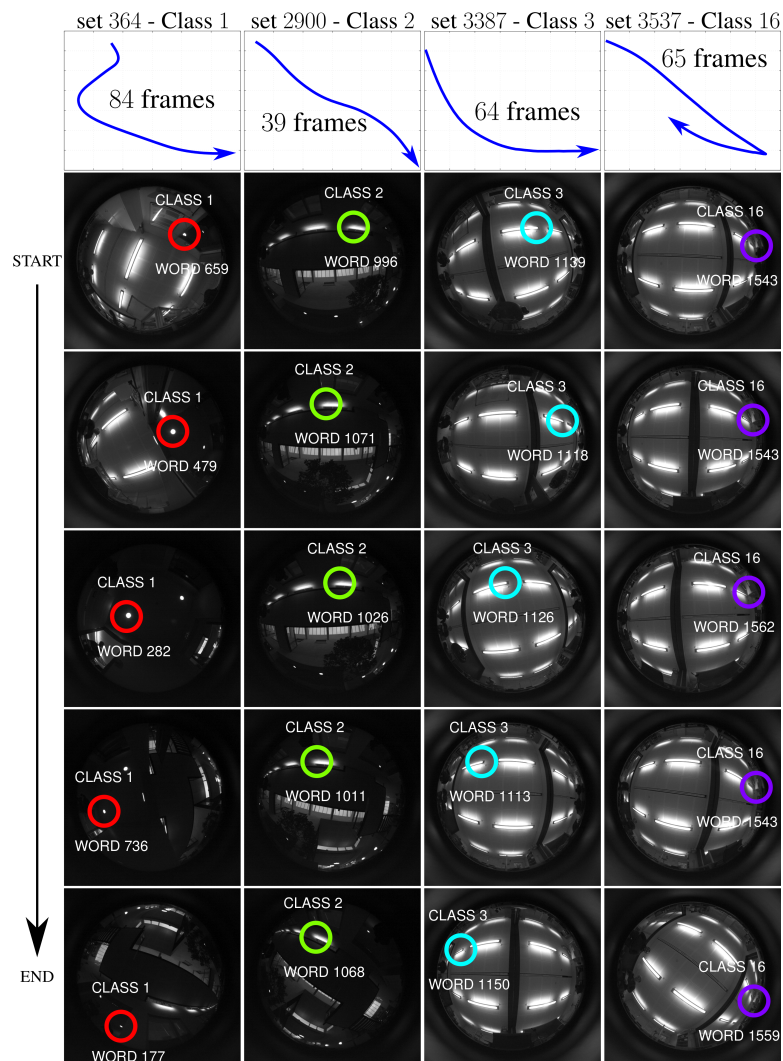 set 364 - Class 1
set 2900 - Class 2
set 3387 - Class 3
set 3537 - Class 16
84 frames
39 frames
64 frames
65 frames
START
CLASS 1
WORD 659
CLASS 2
WORD 996
CLASS 3
WORD 1139
CLASS 16
WORD 1543
CLASS 1
WORD 479
CLASS 2
WORD 1071
CLASS 3
WORD 1118
CLASS 16
WORD 1543
CLASS 1
WORD 282
CLASS 2
WORD 1026
CLASS 3
WORD 1126
CLASS 16
WORD 1562
CLASS 1
WORD 736
CLASS 2
WORD 1011
CLASS 3
WORD 1113
CLASS 16
WORD 1543
END
CLASS 1
WORD 177
CLASS 2
WORD 1068
CLASS 3
WORD 1150
CLASS 16
WORD 1559